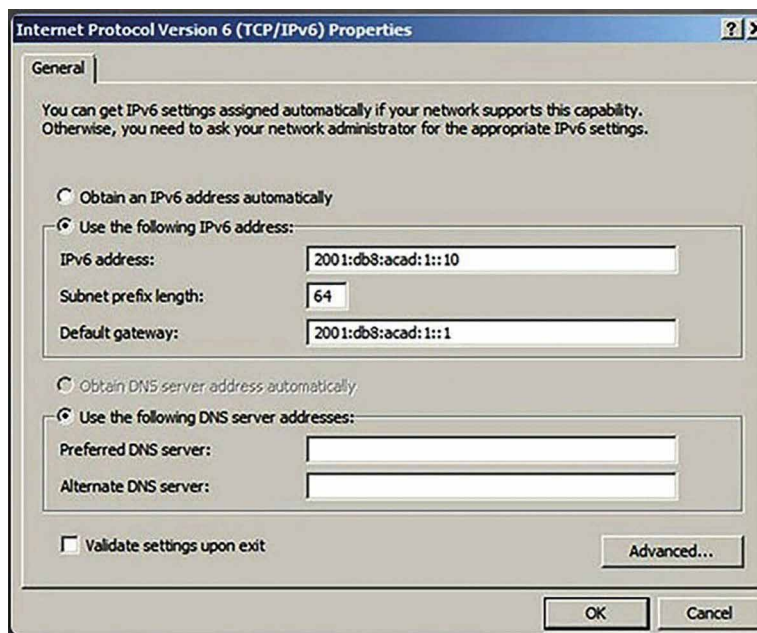 Internet Protocol Version 6 (TCP/IPv6) Properties
General
You can get IPv6 settings assigned automatically if your network supports this capability.
Otherwise, you need to ask your network administrator for the appropriate IPv6 settings.
Obtain an IPv6 address automatically
Use the following IPv6 address:
IPv6 address: 2001:db8:acad:1::10
Subnet prefix length: 64
Default gateway: 2001:db8:acad:1::1
Obtain DNS server address automatically
Use the following DNS server addresses:
Preferred DNS server:
Alternate DNS server:
Validate settings upon exit
Advanced...
OK Cancel